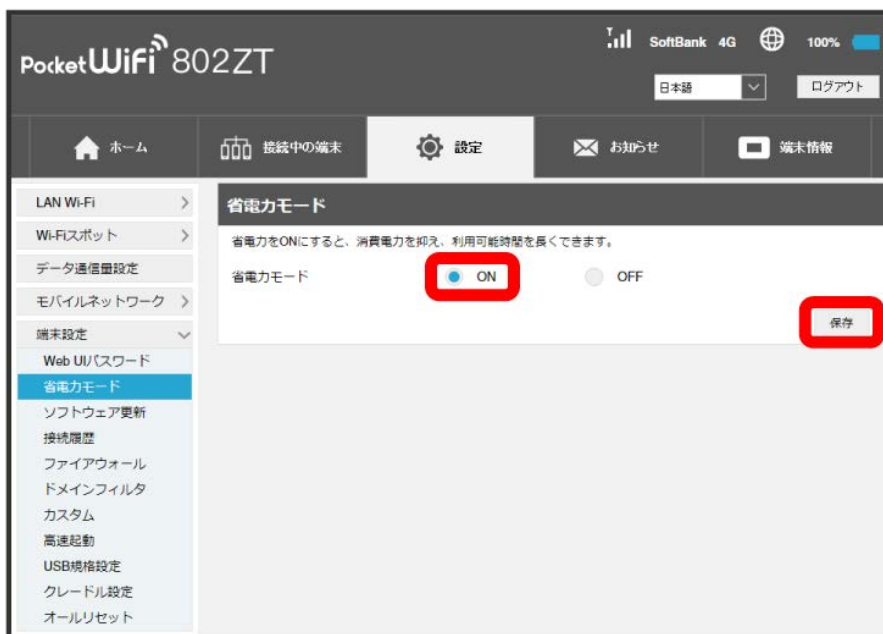 PocketWiFi 802ZT
SoftBank 4G 100%
日本語 ログアウト
ホーム 接続中の端末 設定 お知らせ 端末情報
LAN Wi-Fi
Wi-Fiスポット
データ通信量設定
モバイルネットワーク
端末設定
Web UIパスワード
省電力モード
ソフトウェア更新
接続履歴
ファイアウォール
ドメインフィルタ
カスタム
高速起動
USB規格設定
クレードル設定
オールリセット
省電力モード
省電力をONにすると、消費電力を抑え、利用可能時間を長くできます。
省電力モード ON OFF
保存